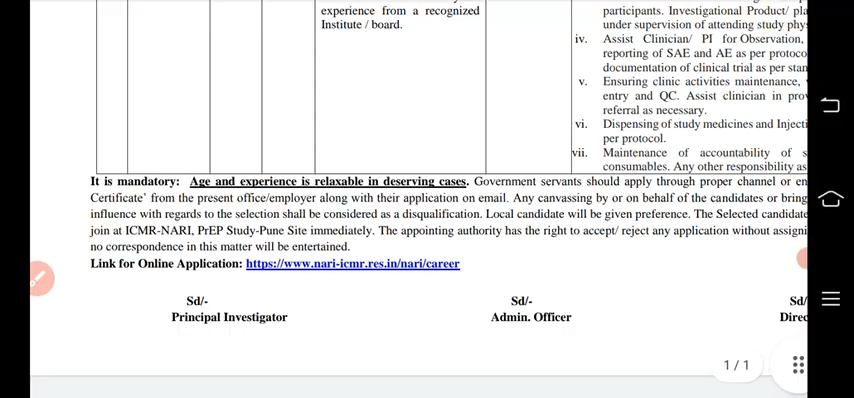 experience from a recognized
Institute / board.
participants. Investigational Product/
under supervision of attending study
iv. Assist Clinician/ PI for Observation,
reporting of SAE and AE as per
documentation of clinical trial as per
v. Ensuring clinic activities maintenance,
entry and QC. Assist clinician in
referral as necessary.
vi. Dispensing of study medicines and
per protocol.
vii. Maintenance of accountability of
consumables. Any other responsibility as
It is mandatory: Age and experience is relaxable in deserving cases. Government servants should apply through proper channel or
Certificate' from the present office/employer along with their application on email. Any canvassing by or on behalf of the candidates or bring
influence with regards to the selection shall be considered as a disqualification. Local candidate will be given preference. The Selected candidate
join at ICMR-NARI, PrEP Study-Pune Site immediately. The appointing authority has the right to accept/ reject any application without
no correspondence in this matter will be entertained.
Link for Online Application: https://www.nari-icmr.res.in/nari/career
Sd/- Sd/- Sd/
Principal Investigator Admin. Officer
1 / 1